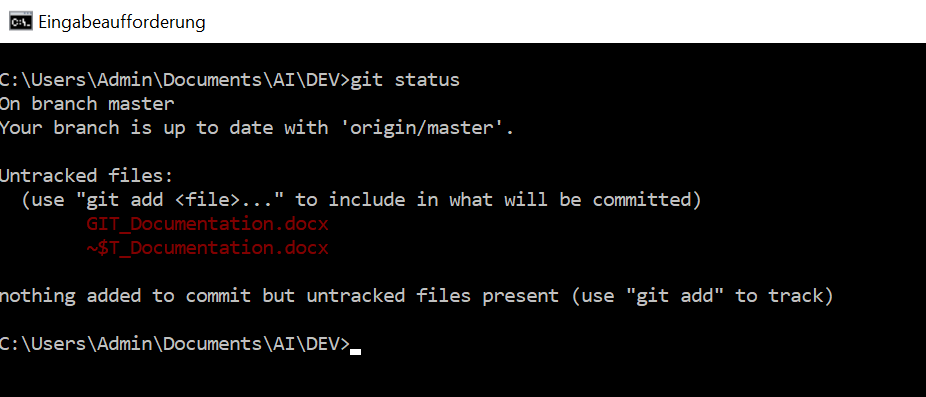 Eingabeaufforderung
C:\Users\Admin\Documents\AI\DEV>git status
On branch master
Your branch is up to date with 'origin/master'.
Untracked files:
(use "git add <file>..." to include in what will be committed)
GIT_Documentation.docx
~$T_Documentation.docx
nothing added to commit but untracked files present (use "git add" to track)
C:\Users\Admin\Documents\AI\DEV>